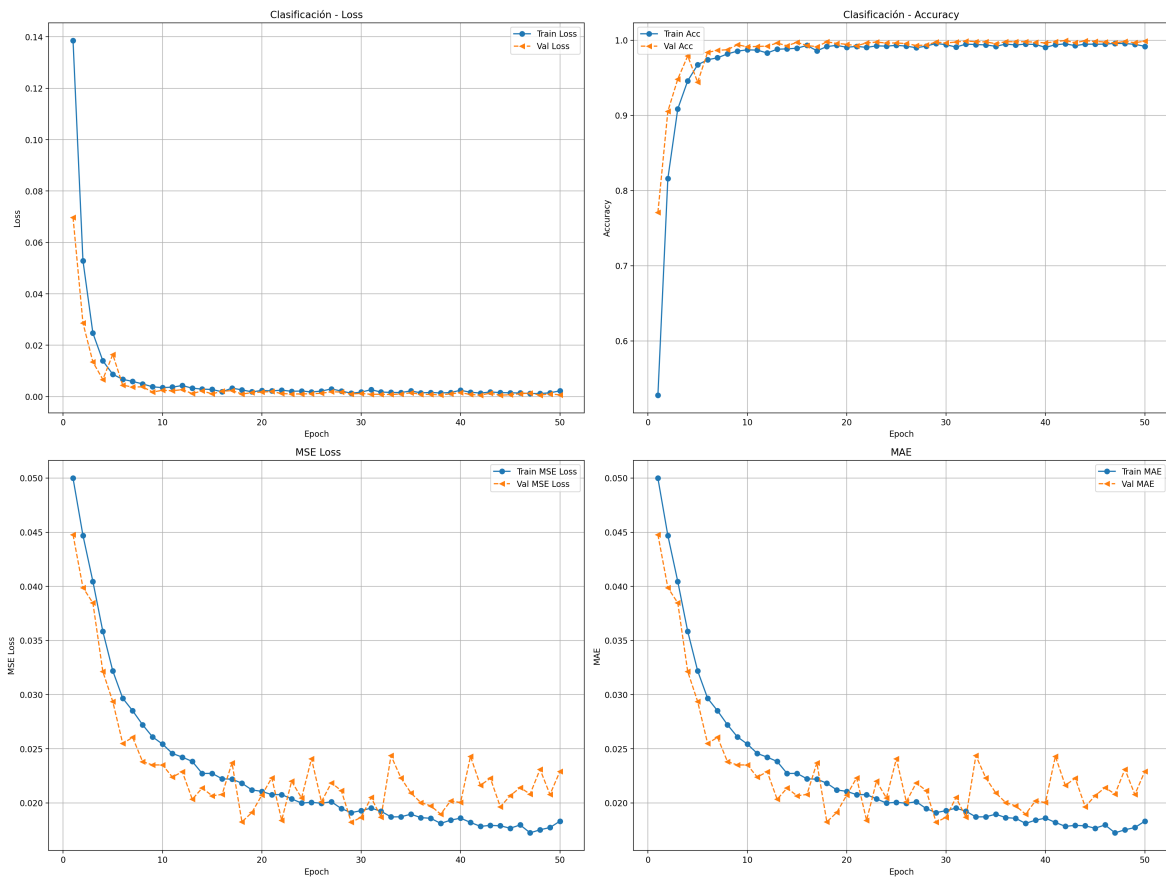 Clasificación - Loss
Train Loss
Val Loss
0.14
0.12
0.10
0.08
0.06
0.04
0.02
0.00
Loss
0 10 20 30 40 50
Epoch
Clasificación - Accuracy
Train Acc
Val Acc
1.0
0.9
0.8
0.7
0.6
Accuracy
0 10 20 30 40 50
Epoch
MSE Loss
Train MSE Loss
Val MSE Loss
0.050
0.045
0.040
0.035
0.030
0.025
0.020
MSE Loss
0 10 20 30 40 50
Epoch
MAE
Train MAE
Val MAE
0.050
0.045
0.040
0.035
0.030
0.025
0.020
MAE
0 10 20 30 40 50
Epoch